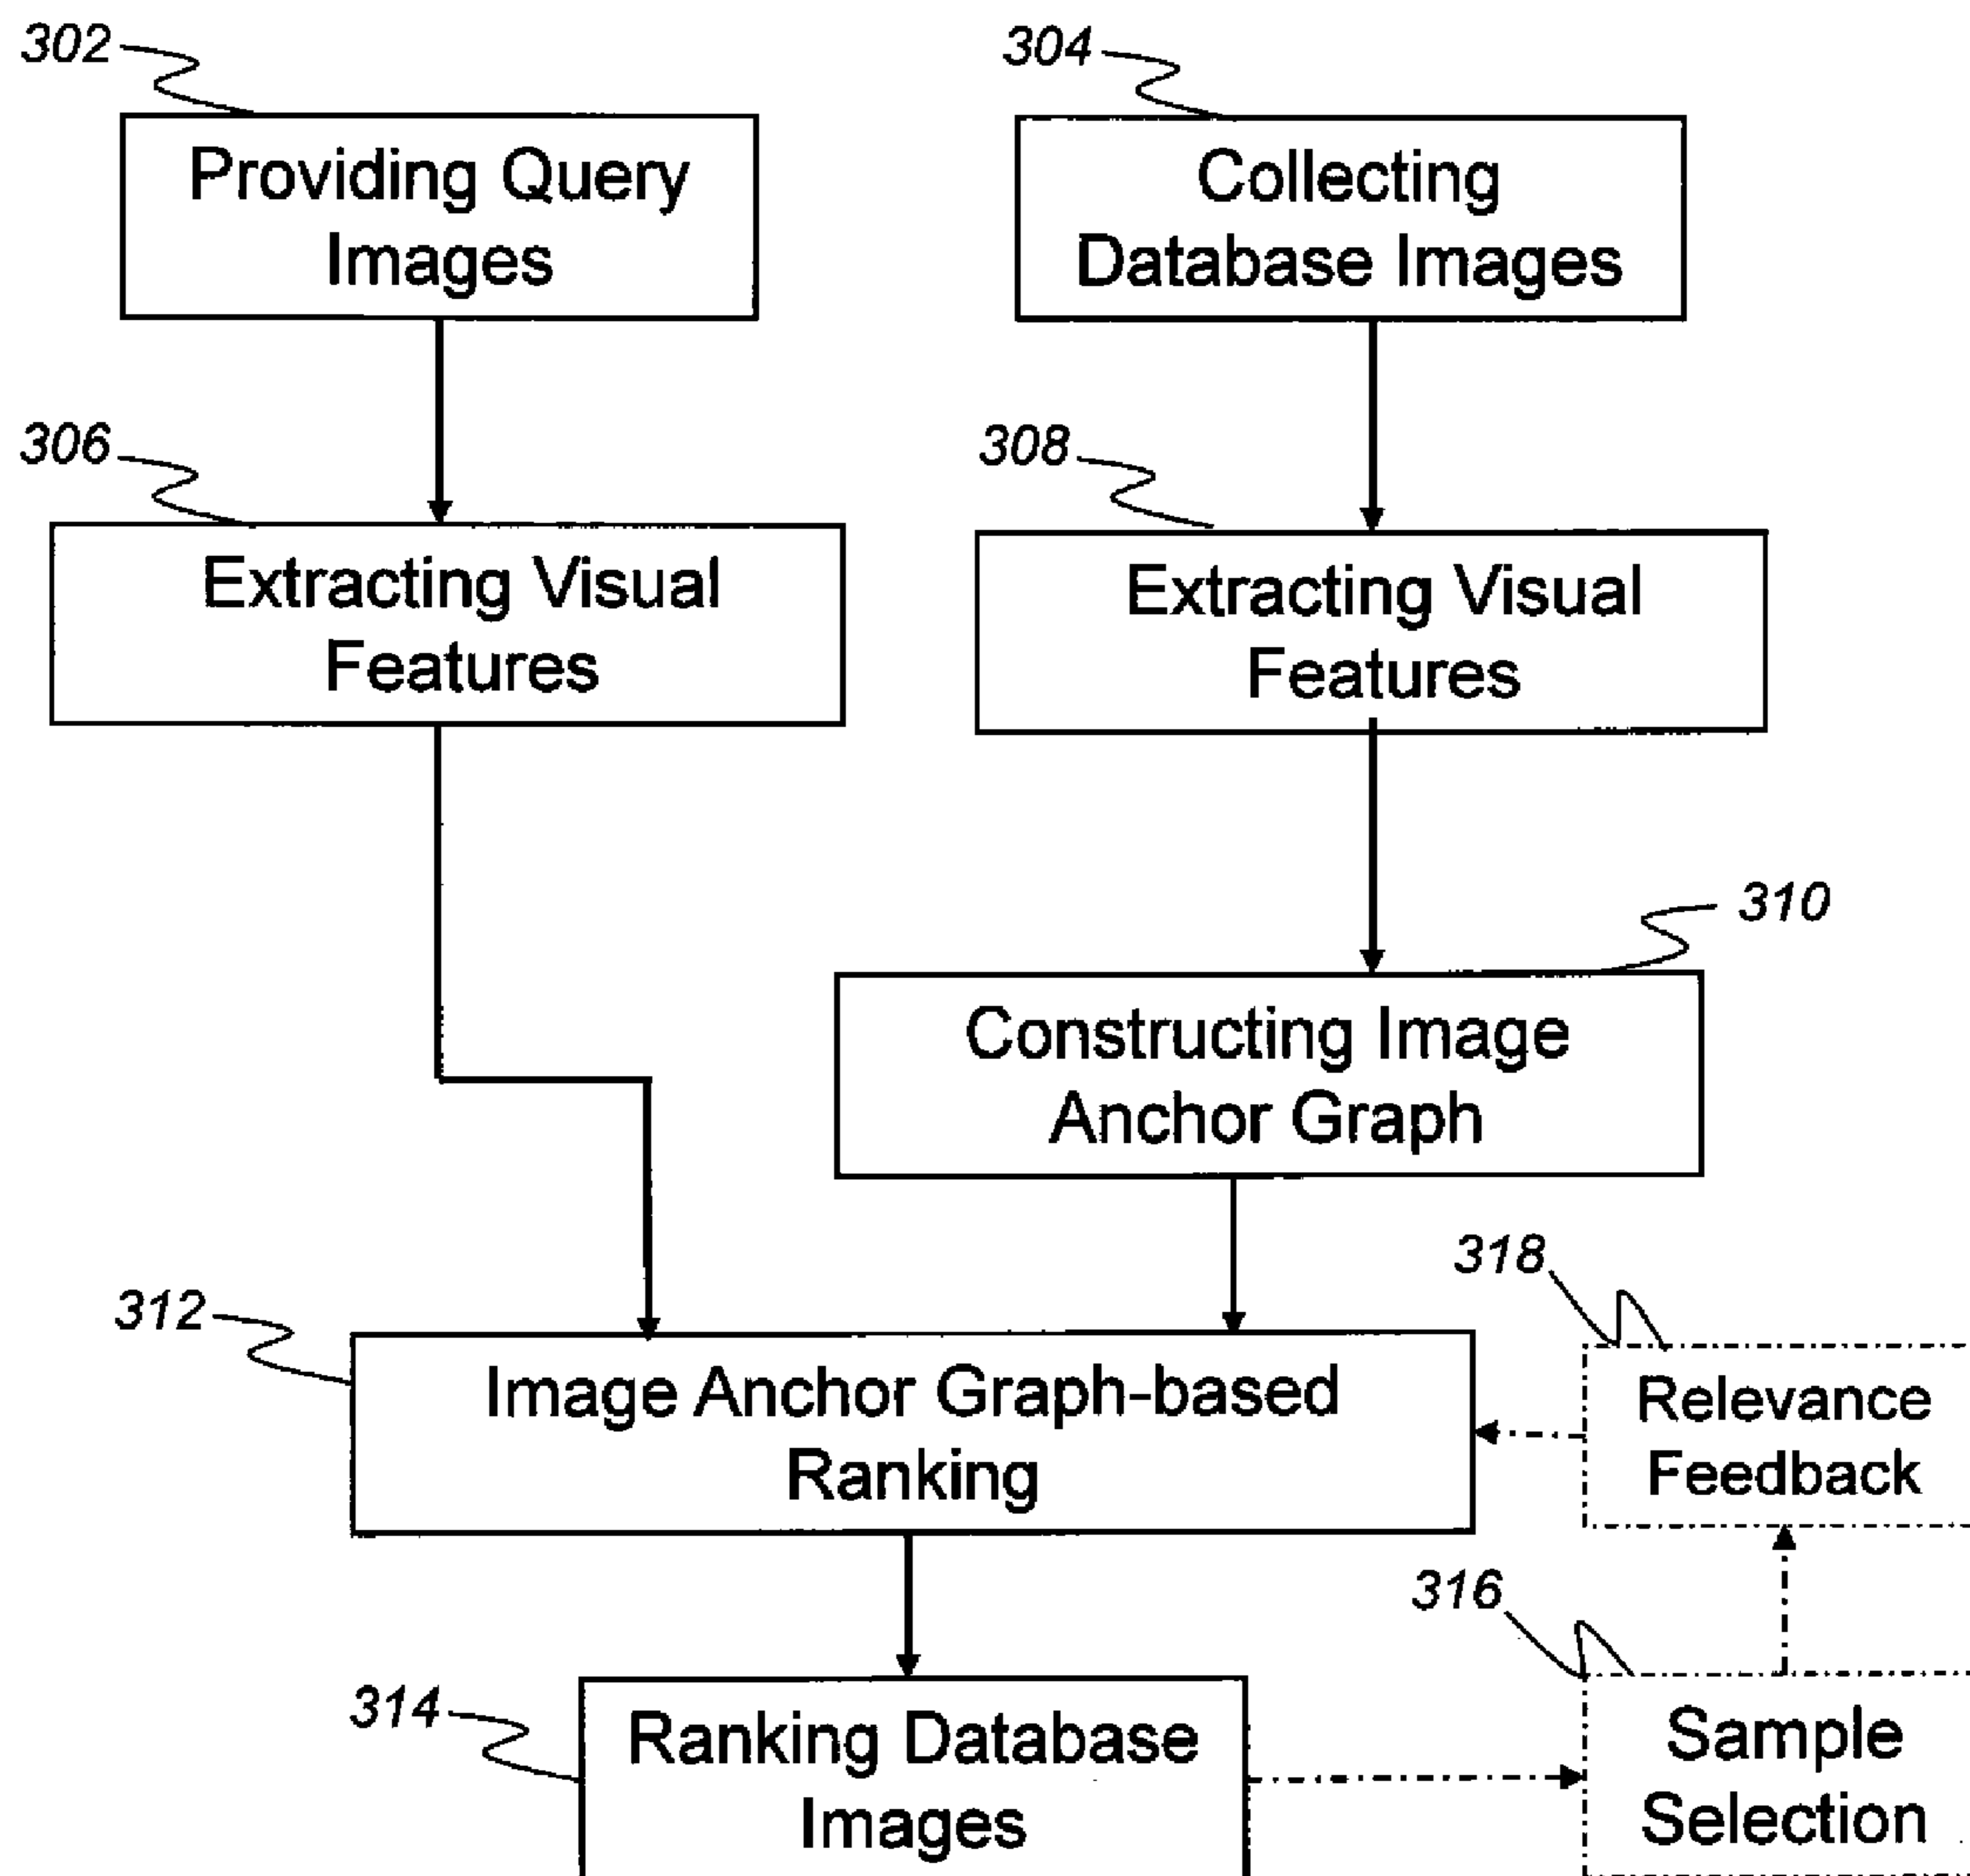 302
304
Providing Query
Images
Collecting
Database Images
306
308
Extracting Visual
Features
Extracting Visual
Features
310
Constructing Image
Anchor Graph
318
312
Image Anchor Graph-based
Ranking
Relevance
Feedback
316
314
Ranking Database
Images
Sample
Selection